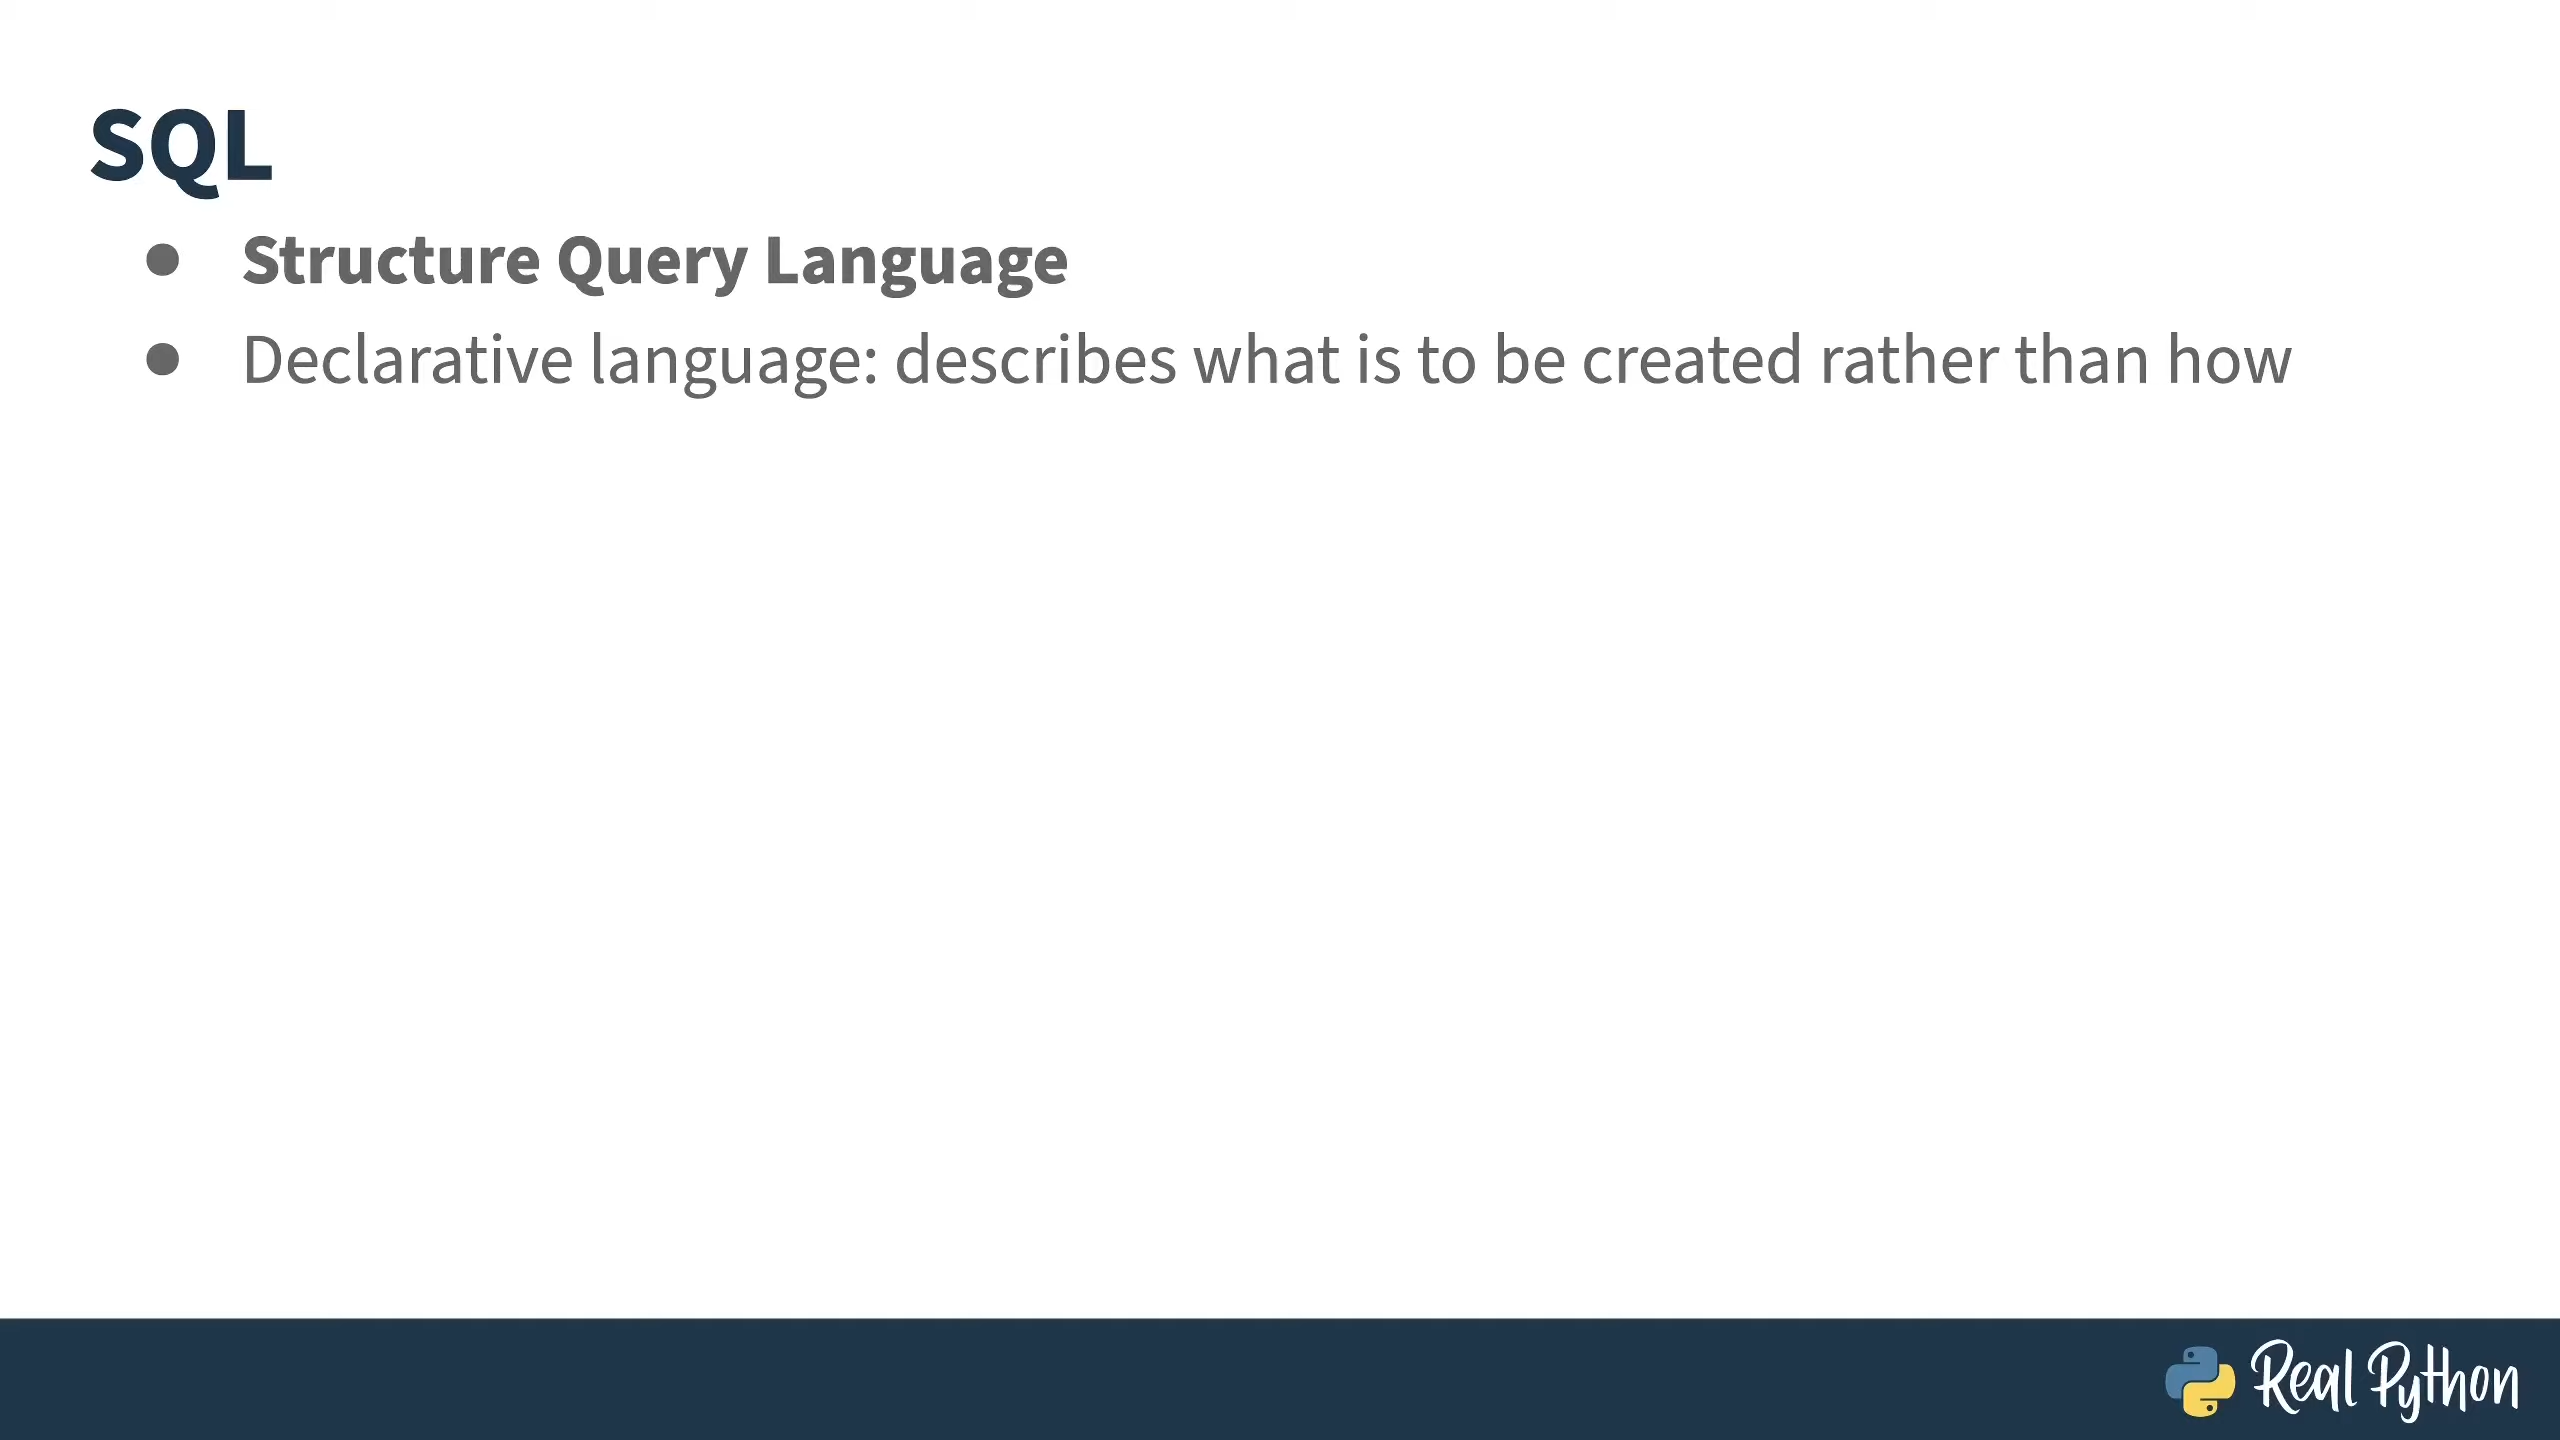 SQL
● Structure Query Language
● Declarative language: describes what is to be created rather than how
Real Python